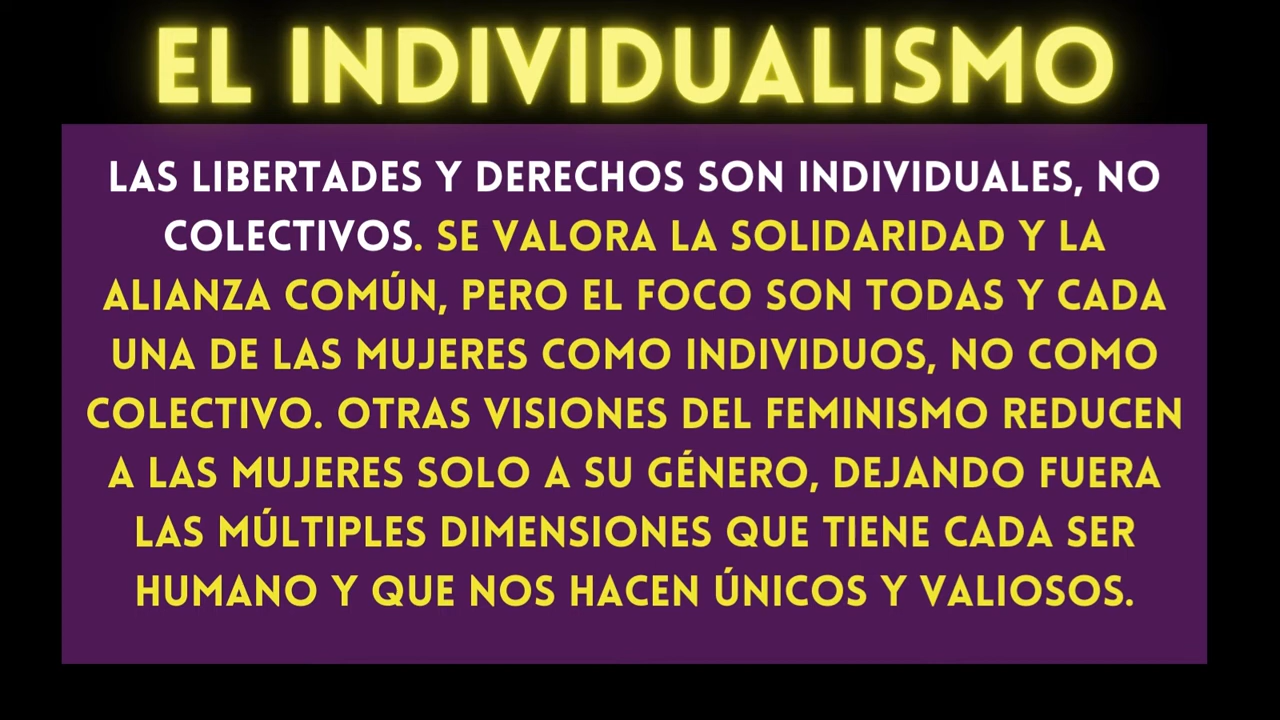 EL INDIVIDUALISMO
LAS LIBERTADES Y DERECHOS SON INDIVIDUALES, NO
COLECTIVOS. SE VALORA LA SOLIDARIDAD Y LA
ALIANZA COMÚN, PERO EL FOCO SON TODAS Y CADA
UNA DE LAS MUJERES COMO INDIVIDUOS, NO COMO
COLECTIVO. OTRAS VISIONES DEL FEMINISMO REDUCEN
A LAS MUJERES SOLO A SU GÉNERO, DEJANDO FUERA
LAS MÚLTIPLES DIMENSIONES QUE TIENE CADA SER
HUMANO Y QUE NOS HACEN ÚNICOS Y VALIOSOS.